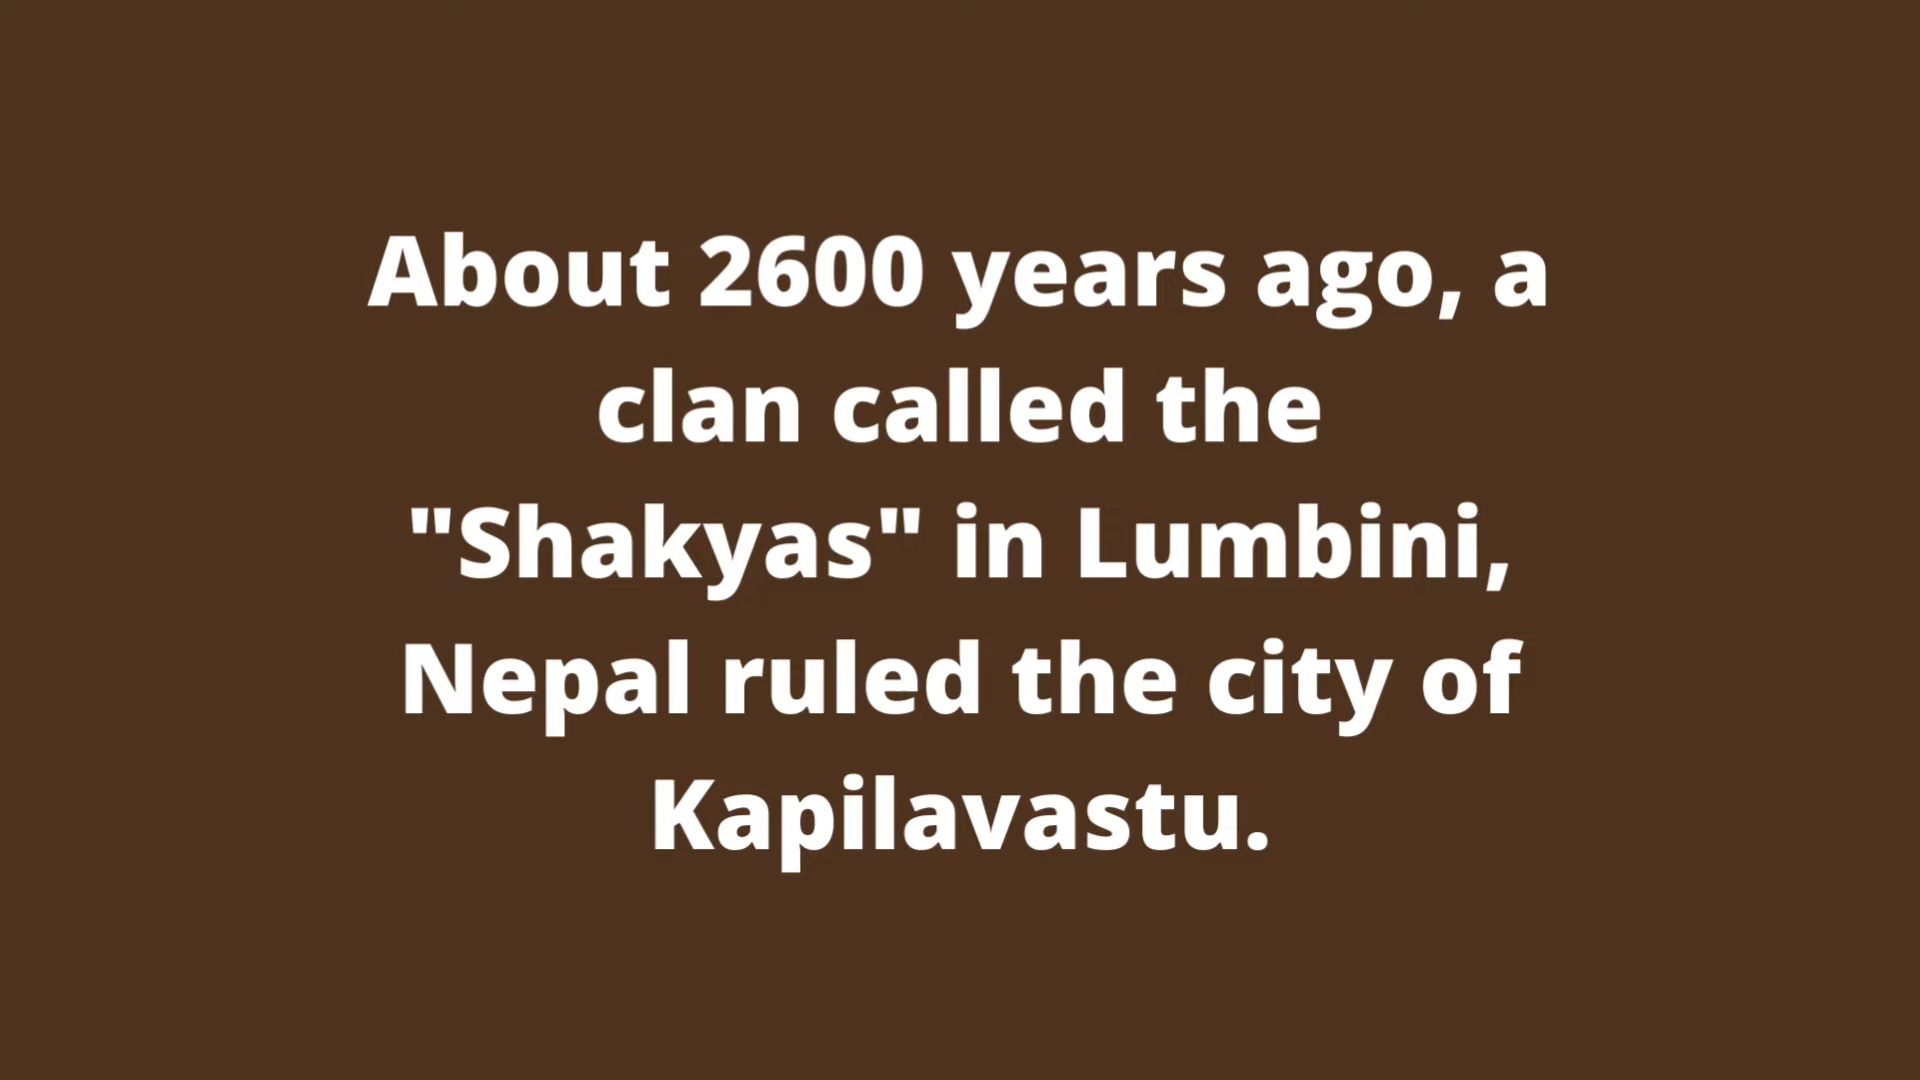 About 2600 years ago, a
clan called the
"Shakyas" in Lumbini,
Nepal ruled the city of
Kapilavastu.